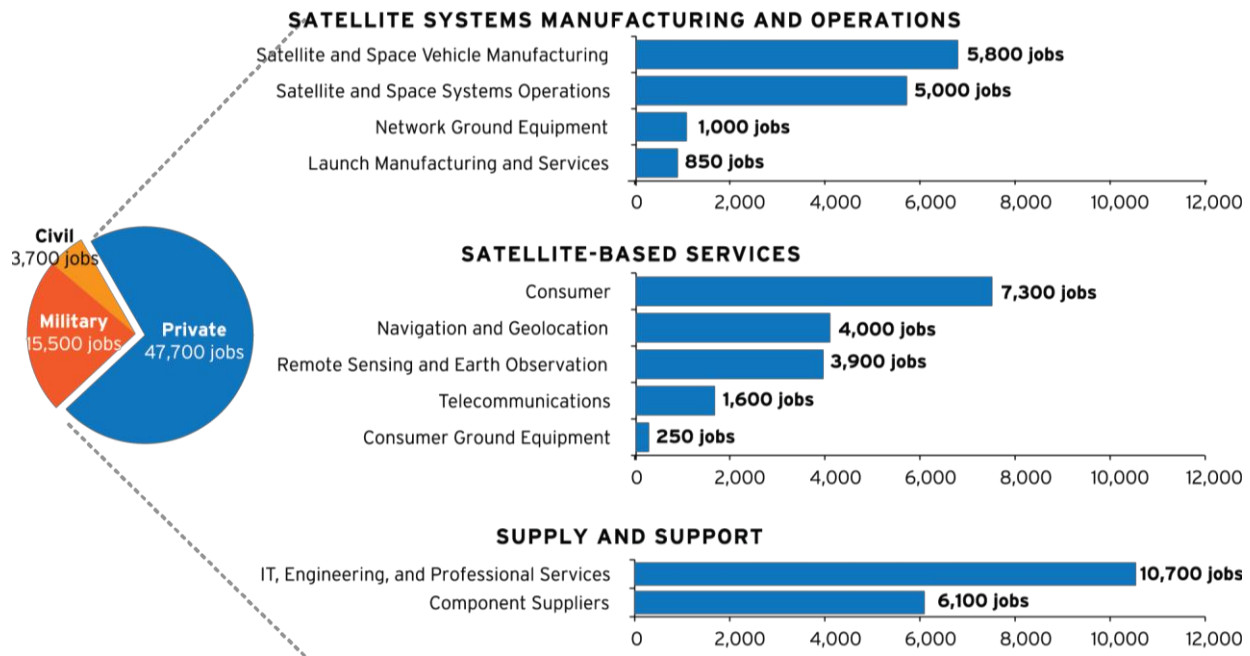 SATELLITE SYSTEMS MANUFACTURING AND OPERATIONS
Satellite and Space Vehicle Manufacturing 5,800 jobs
Satellite and Space Systems Operations 5,000 jobs
Network Ground Equipment 1,000 jobs
Launch Manufacturing and Services 850 jobs
0 2,000 4,000 6,000 8,000 10,000 12,000
Civil
3,700 jobs
Military
15,500 jobs
Private
47,700 jobs
SATELLITE-BASED SERVICES
Consumer 7,300 jobs
Navigation and Geolocation 4,000 jobs
Remote Sensing and Earth Observation 3,900 jobs
Telecommunications 1,600 jobs
Consumer Ground Equipment 250 jobs
0 2,000 4,000 6,000 8,000 10,000 12,000
SUPPLY AND SUPPORT
IT, Engineering, and Professional Services 10,700 jobs
Component Suppliers 6,100 jobs
0 2,000 4,000 6,000 8,000 10,000 12,000